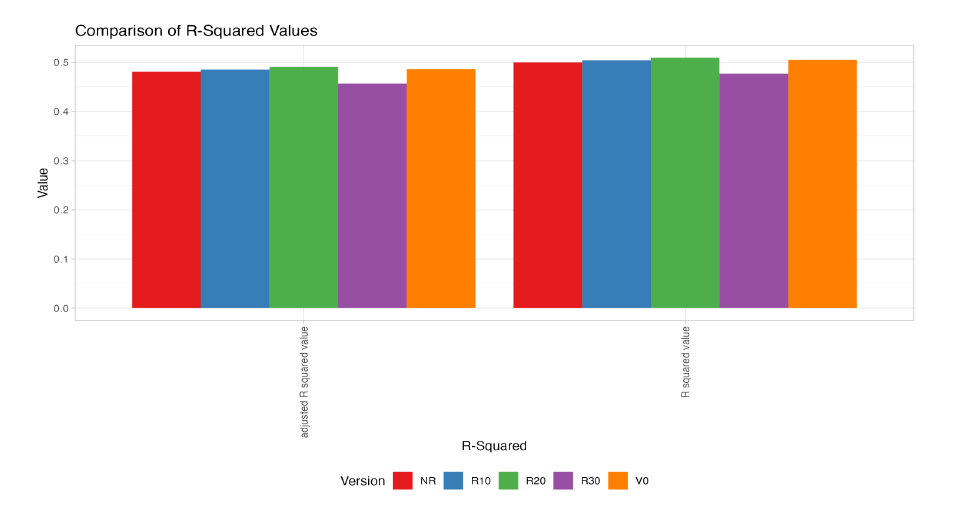 Comparison of R-Squared Values
Value
0.5
0.4
0.3
0.2
0.1
0.0
adjusted R squared value
R squared value
R-Squared
Version NR R10 R20 R30 V0